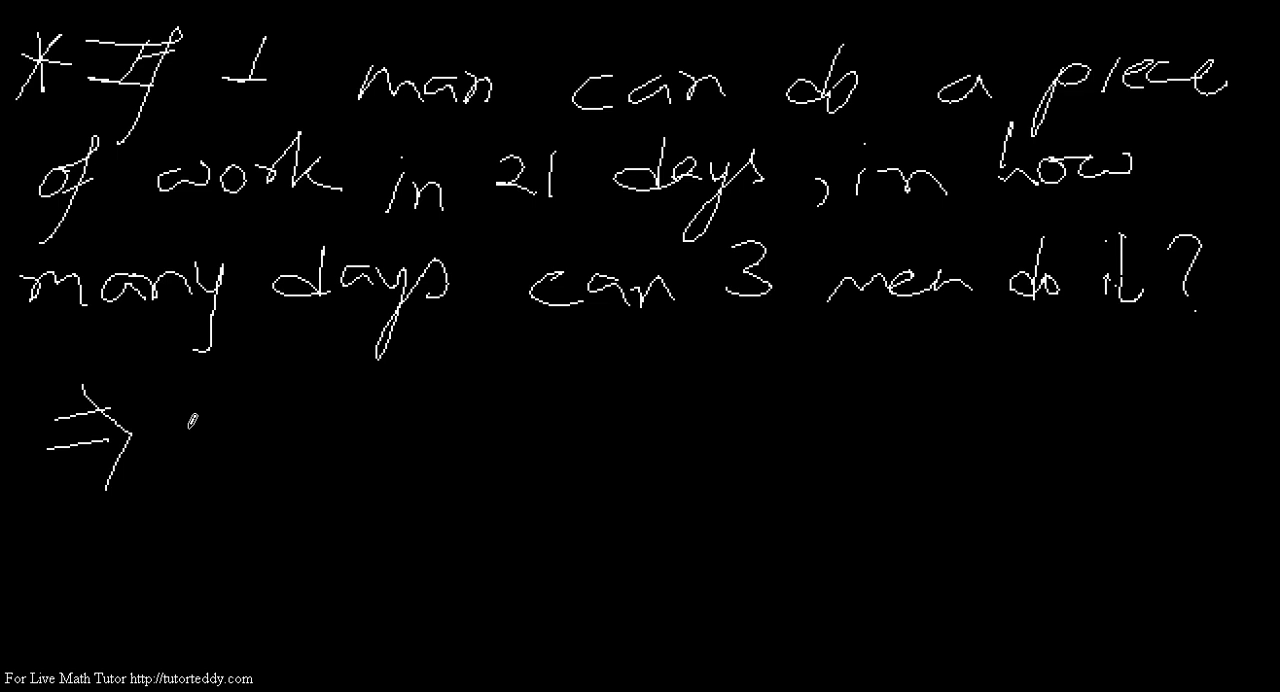 * If 1 man can do a piece
of work in 21 days, in how
many days can 3 men do it?
⇒
For Live Math Tutor http://tutorteddy.com